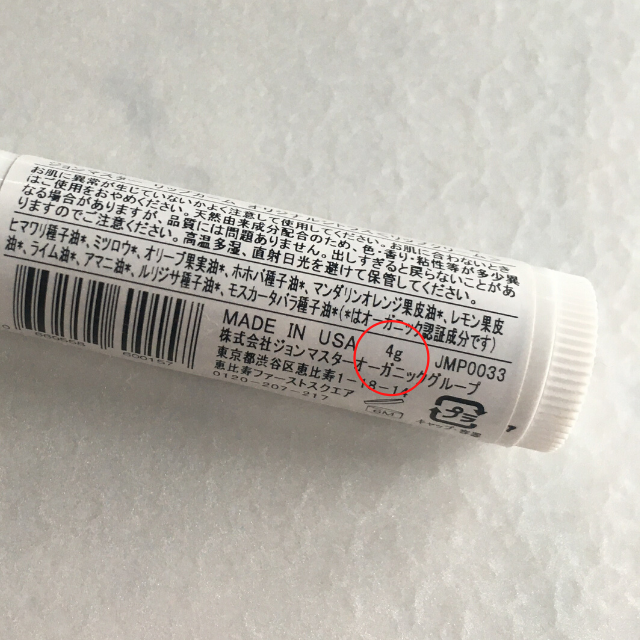 お肌に異常が生じていないかよく注意して使用してください。お肌に合わないとき
はご使用をおやめください。天然由来成分配合のため、色・香り・粘性等が多少異
なる場合がありますが、品質には問題ありません。出しすぎると戻らないことがあ
りますのでご注意ください。高温多湿、直射日光を避けて保管してください。
ヒマワリ種子油*、ミツロウ*、オリーブ果実油*、ホホバ種子油*、マンダリンオレンジ果皮油*、レモン果皮
油*、ライム油*、アマニ油*、ルリジサ種子油*、モスカータバラ種子油*(*はオーガニック認証成分です)
MADE IN USA 4g JMP0033
株式会社ジョンマスターオーガニックグループ
東京都渋谷区恵比寿1-18-14
恵比寿ファーストスクエア
0120-207-217
6M
プラ
キャップ・容器